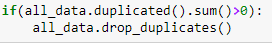 if(all_data.duplicated().sum()>0):
    all_data.drop_duplicates()